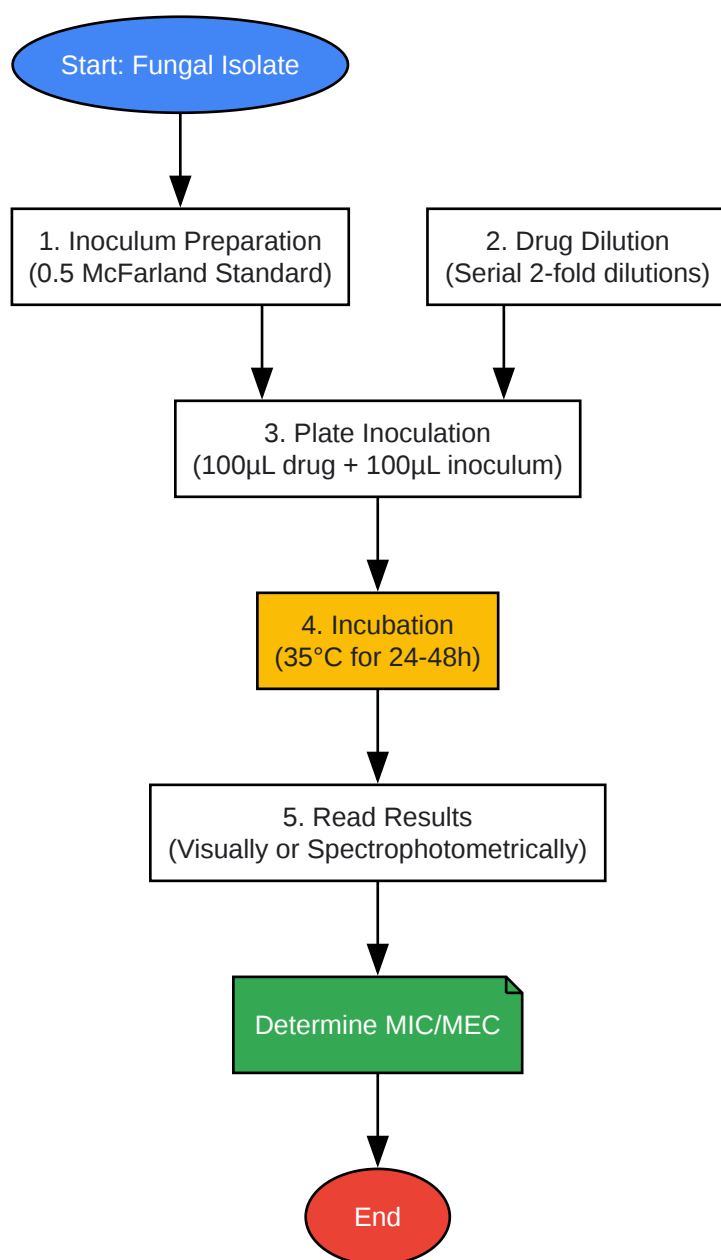 Start: Fungal Isolate
1. Inoculum Preparation
(0.5 McFarland Standard)
2. Drug Dilution
(Serial 2-fold dilutions)
3. Plate Inoculation
(100µL drug + 100µL inoculum)
4. Incubation
(35°C for 24-48h)
5. Read Results
(Visually or Spectrophotometrically)
Determine MIC/MEC
End